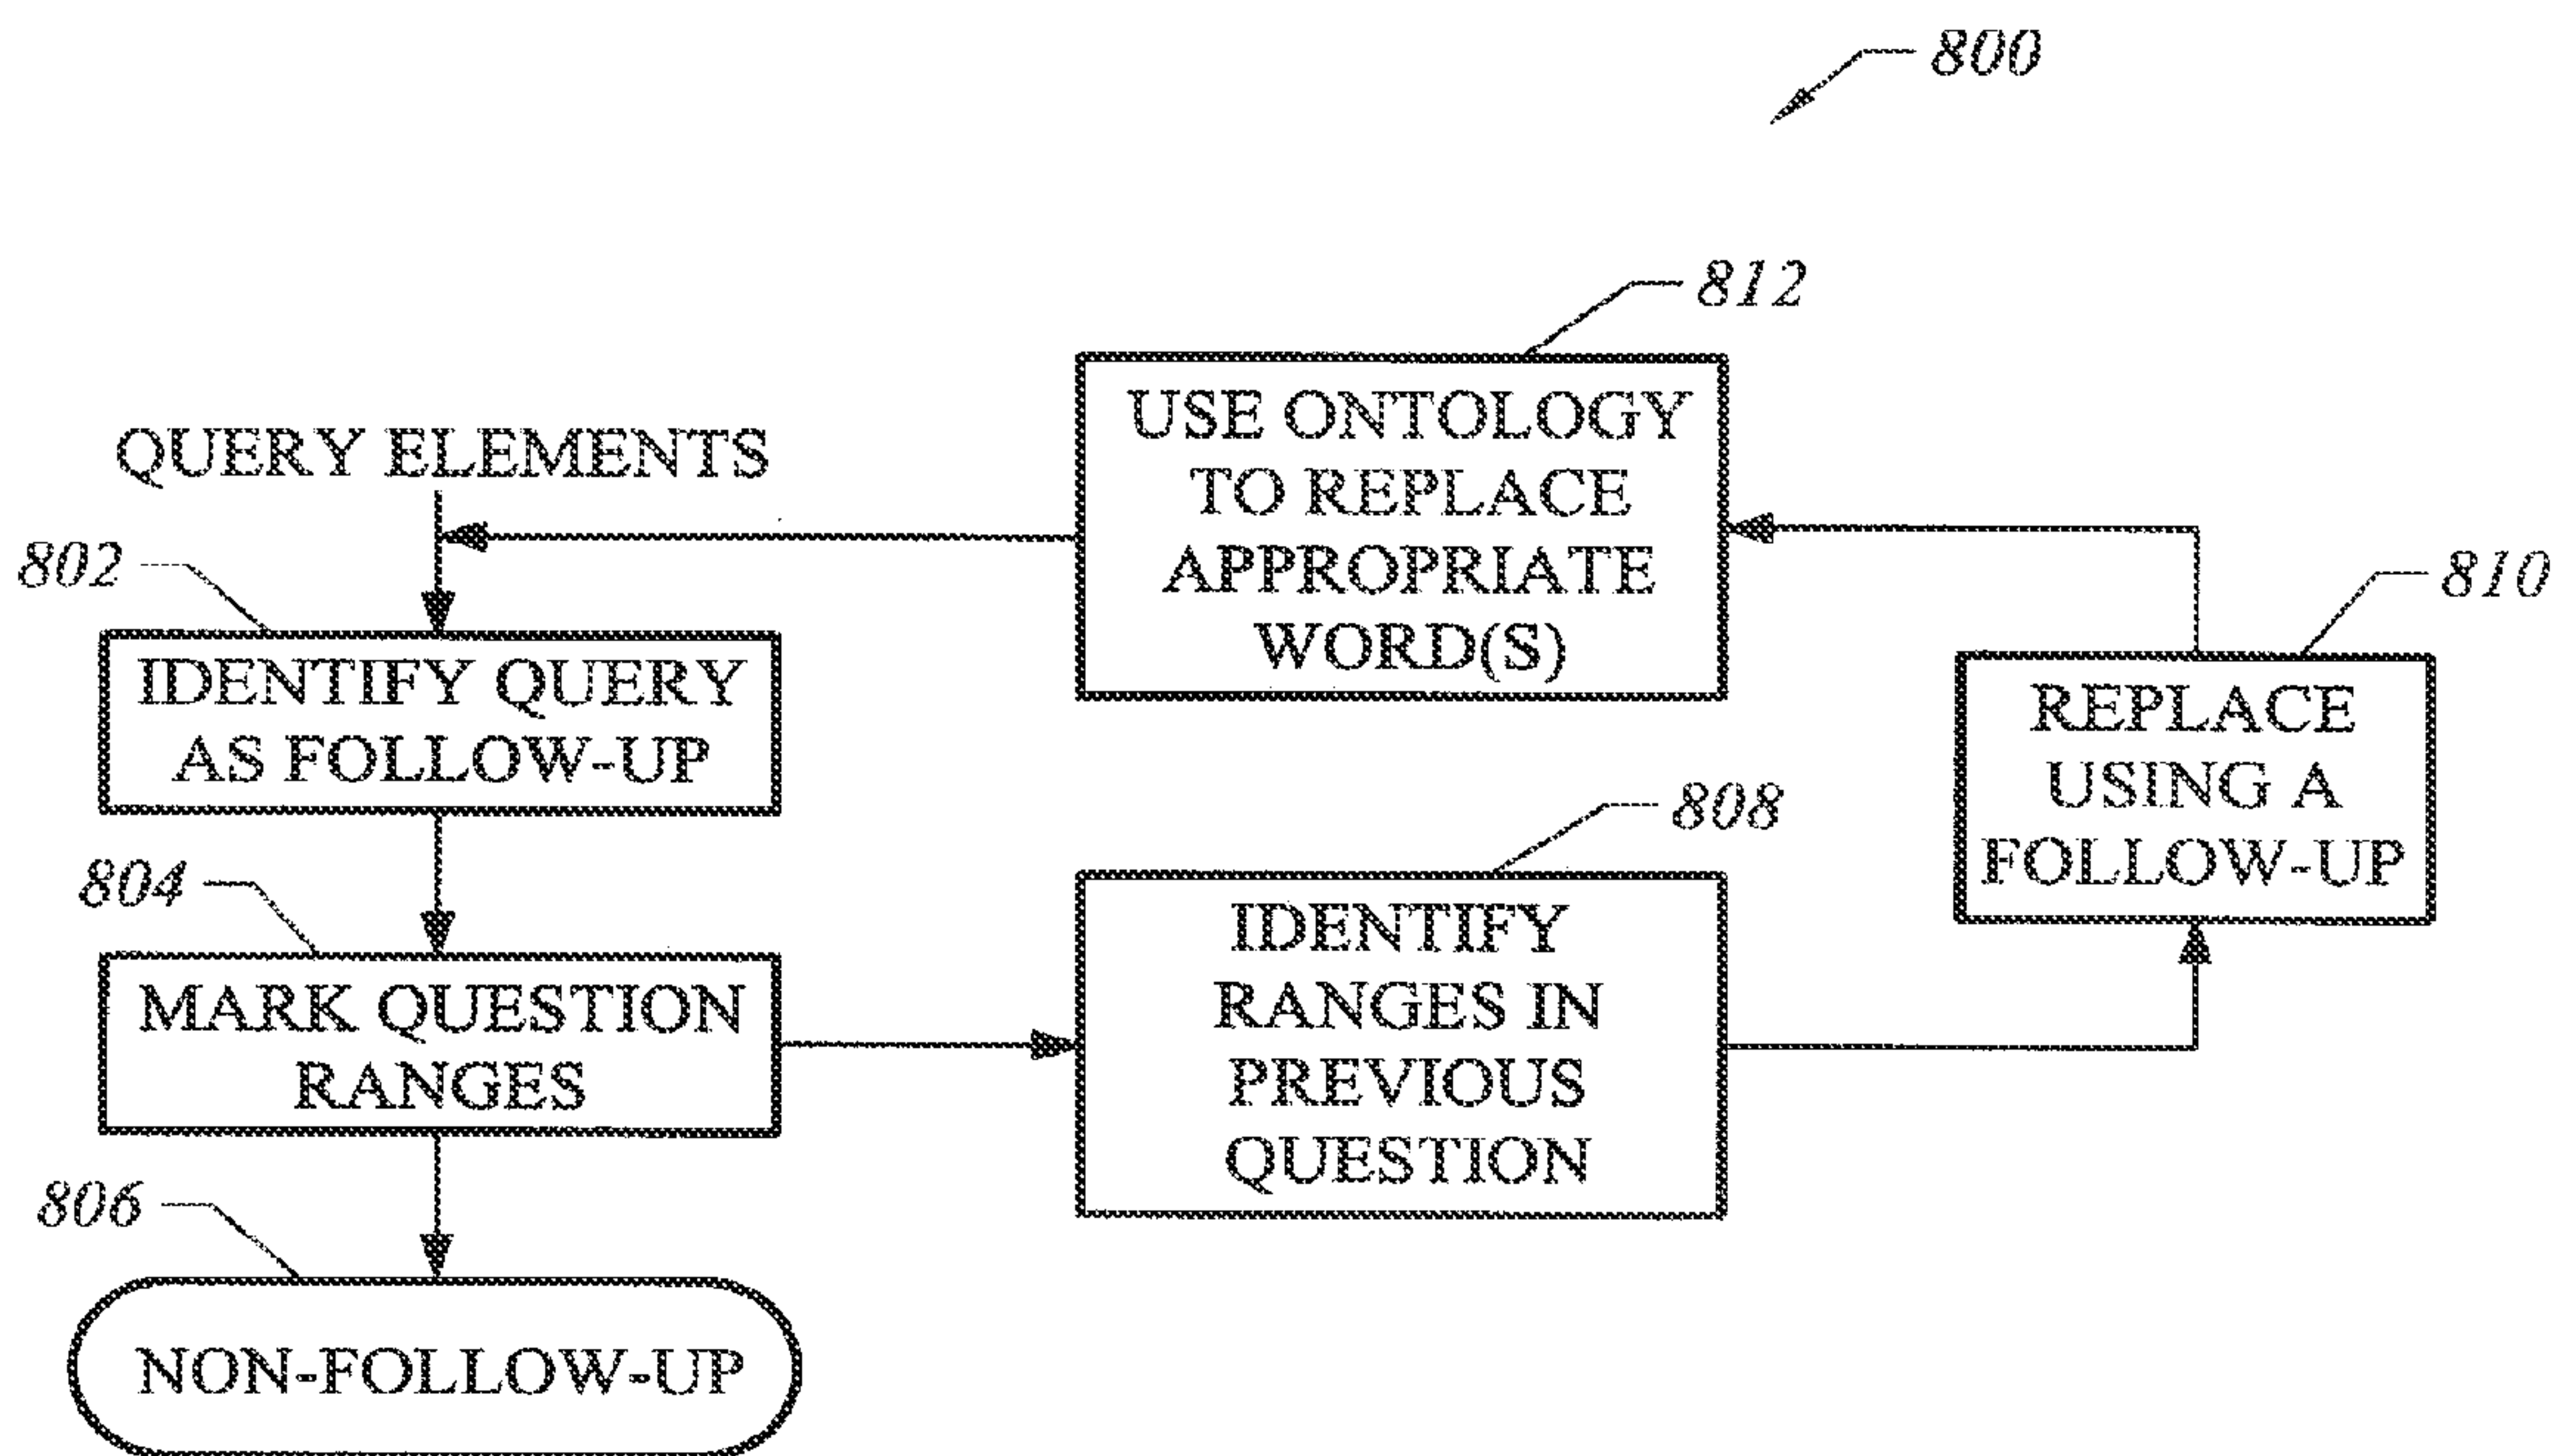 800
812
USE ONTOLOGY
TO REPLACE
APPROPRIATE
WORD(S)
QUERY ELEMENTS
802
IDENTIFY QUERY
AS FOLLOW-UP
810
REPLACE
USING A
FOLLOW-UP
804
MARK QUESTION
RANGES
808
IDENTIFY
RANGES IN
PREVIOUS
QUESTION
806
NON-FOLLOW-UP